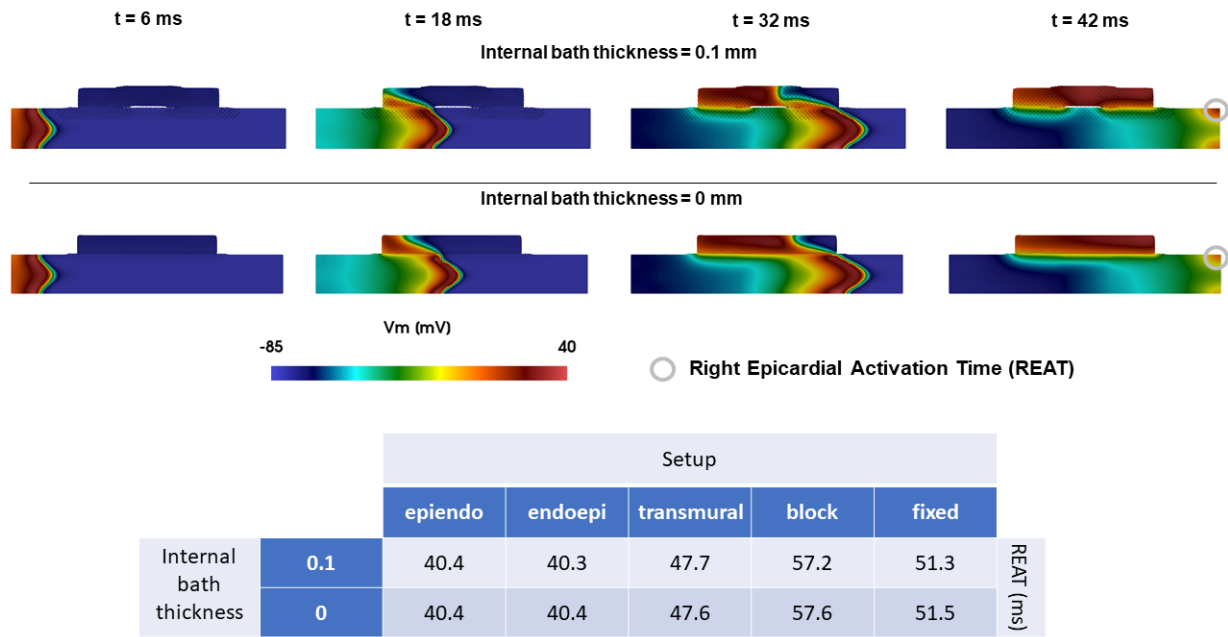 t = 6 ms t = 18 ms t = 32 ms t = 42 ms
Internal bath thickness = 0.1 mm
Internal bath thickness = 0 mm
Vm (mV)
-85 40
Right Epicardial Activation Time (REAT)
Setup
epiendo endoepi transmural block fixed
Internal
bath
thickness
0.1 40.4 40.3 47.7 57.2 51.3
0 40.4 40.4 47.6 57.6 51.5
REAT (ms)